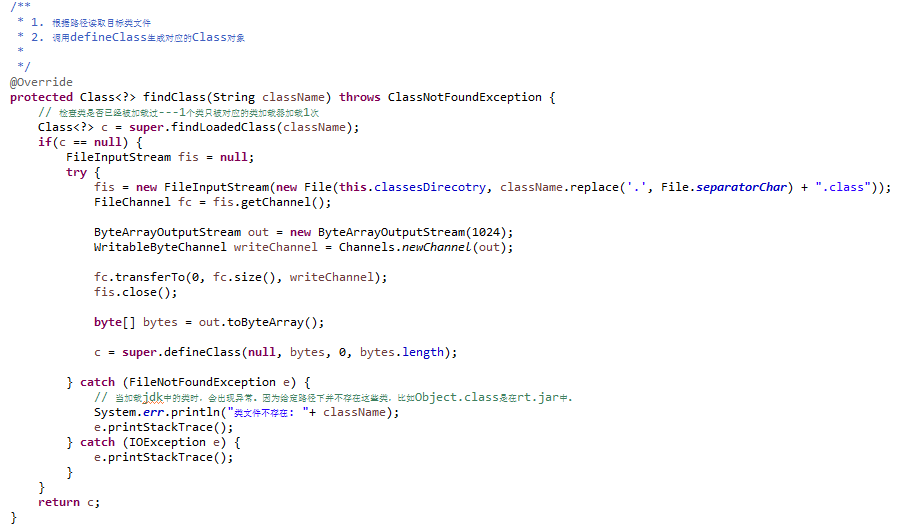 /**
 * 1. 根据路径读取目标类文件
 * 2. 调用defineClass生成对应的Class对象
 *
 */
@Override
protected Class<?> findClass(String className) throws ClassNotFoundException {
    // 检查类是否已经被加载过---1个类只被对应的类加载器加载1次
    Class<?> c = super.findLoadedClass(className);
    if(c == null) {
        FileInputStream fis = null;
        try {
            fis = new FileInputStream(new File(this.classesDirecotry, className.replace('.', File.separatorChar) + ".class"));
            FileChannel fc = fis.getChannel();

            ByteArrayOutputStream out = new ByteArrayOutputStream(1024);
            WritableByteChannel writeChannel = Channels.newChannel(out);

            fc.transferTo(0, fc.size(), writeChannel);
            fis.close();

            byte[] bytes = out.toByteArray();

            c = super.defineClass(null, bytes, 0, bytes.length);

        } catch (FileNotFoundException e) {
            // 当加载jdk中的类时，会出现异常。因为给定路径下并不存在这些类，比如Object.class是在rt.jar中.
            System.err.println("类文件不存在: "+ className);
            e.printStackTrace();
        } catch (IOException e) {
            e.printStackTrace();
        }
    }
    return c;
}